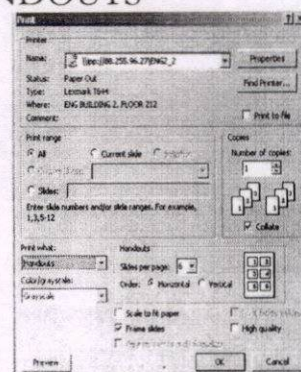 NDOUTS
Print
Printer
Name:
Properties
Status: Paper Out
Find Printer...
Type: Lexmark T644
Where: ENG BUILDING 2, FLOOR 212
Comment:
Print to file
Print range
Copies
All
Current slide
Number of copies:
1
Slides:
Enter slide numbers and/or slide ranges. For example,
1,3,5-12
Collate
Print what:
Handouts
Handouts
Slides per page: 6
Order: Horizontal Vertical
Color/grayscale:
Grayscale
Scale to fit paper
Frame slides
High quality
Preview
OK
Cancel